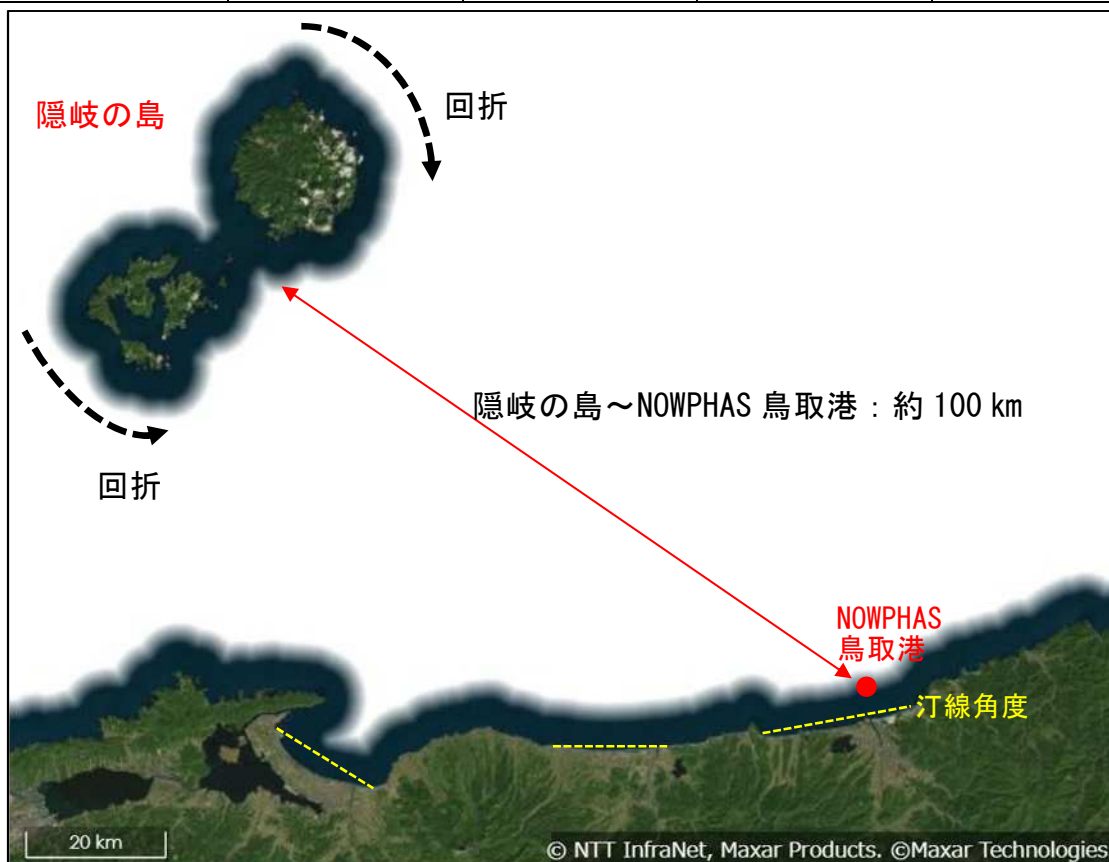 隠岐の島
回折
隠岐の島～NOWPHAS 鳥取港：約 100 km
回折
NOWPHAS
鳥取港
汀線角度
20 km
© NTT InfraNet, Maxar Products. ©Maxar Technologies